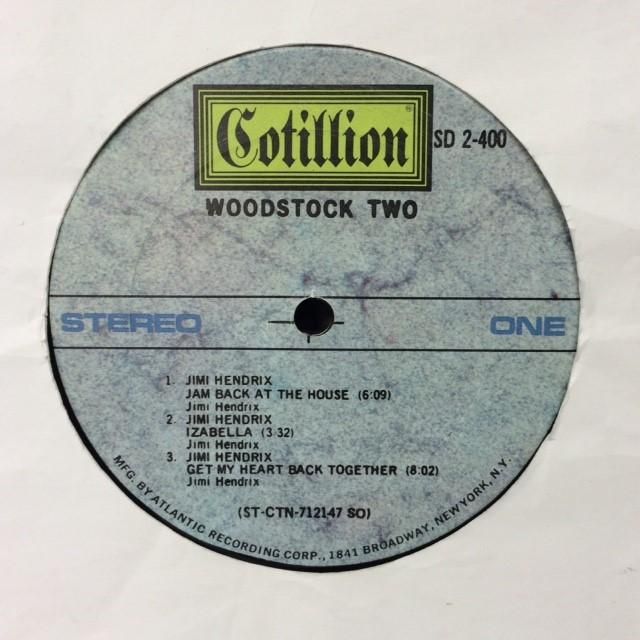 Cotillion
SD 2-400
WOODSTOCK TWO
STEREO
ONE
1. JIMI HENDRIX
JAM BACK AT THE HOUSE (6:09)
Jimi Hendrix
2. JIMI HENDRIX
IZABELLA (3:32)
Jimi Hendrix
3. JIMI HENDRIX
GET MY HEART BACK TOGETHER (8:02)
Jimi Hendrix
(ST-CTN-712147 SO)
MFG. BY ATLANTIC RECORDING CORP., 1841 BROADWAY, NEW YORK, N.Y.